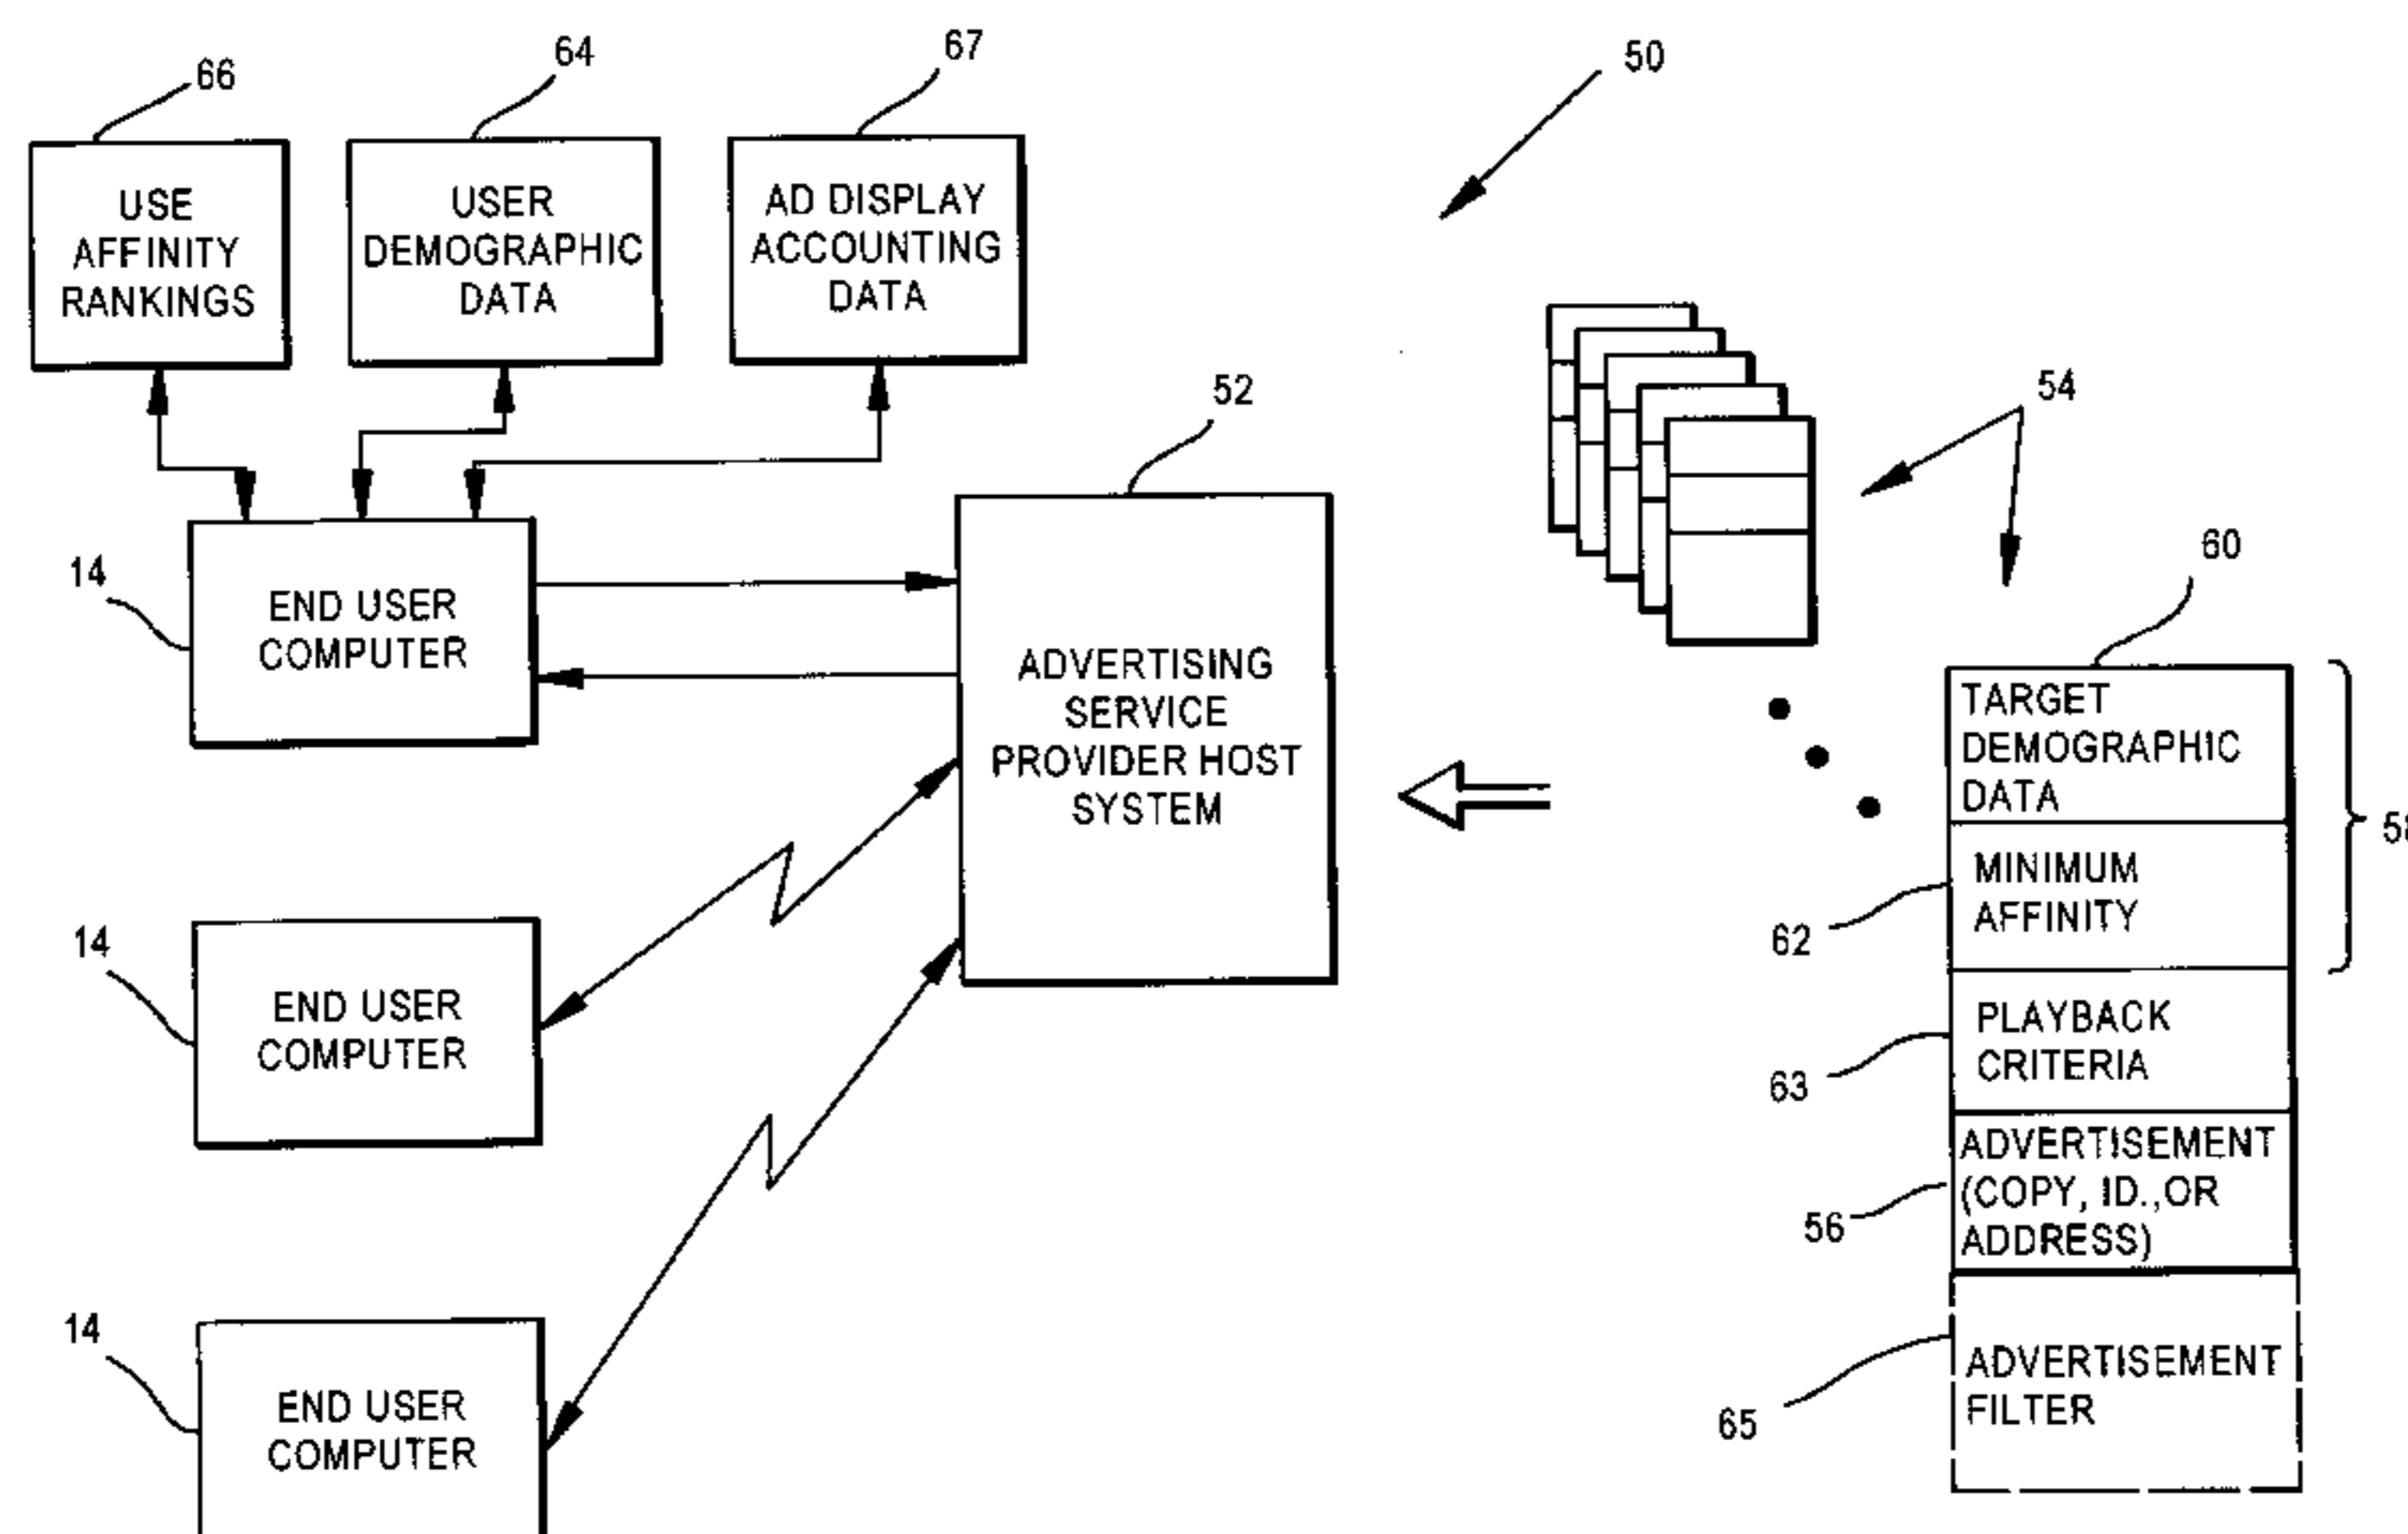 66
64
67
50
USE
AFFINITY
RANKINGS
USER
DEMOGRAPHIC
DATA
AD DISPLAY
ACCOUNTING
DATA
52
54
14
END USER
COMPUTER
ADVERTISING
SERVICE
PROVIDER HOST
SYSTEM
60
TARGET
DEMOGRAPHIC
DATA
58
MINIMUM
AFFINITY
62
14
END USER
COMPUTER
PLAYBACK
CRITERIA
63
ADVERTISEMENT
(COPY, ID.,OR
ADDRESS)
56
14
END USER
COMPUTER
ADVERTISEMENT
FILTER
65